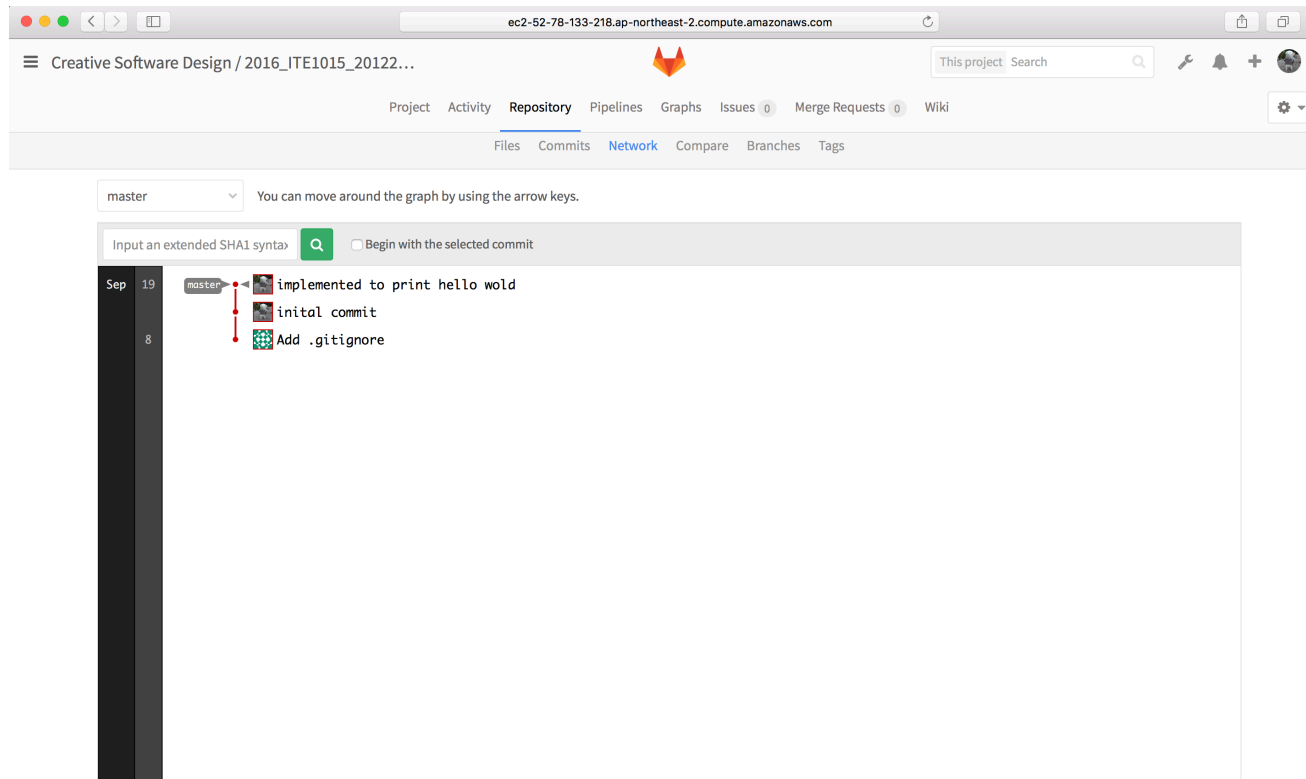 ec2-52-78-133-218.ap-northeast-2.compute.amazonaws.com
Creative Software Design / 2016_ITE1015_20122...
This project Search
Project Activity Repository Pipelines Graphs Issues 0 Merge Requests 0 Wiki
Files Commits Network Compare Branches Tags
master You can move around the graph by using the arrow keys.
Input an extended SHA1 syntax Begin with the selected commit
Sep 19 master implemented to print hello wold
inital commit
8 Add .gitignore